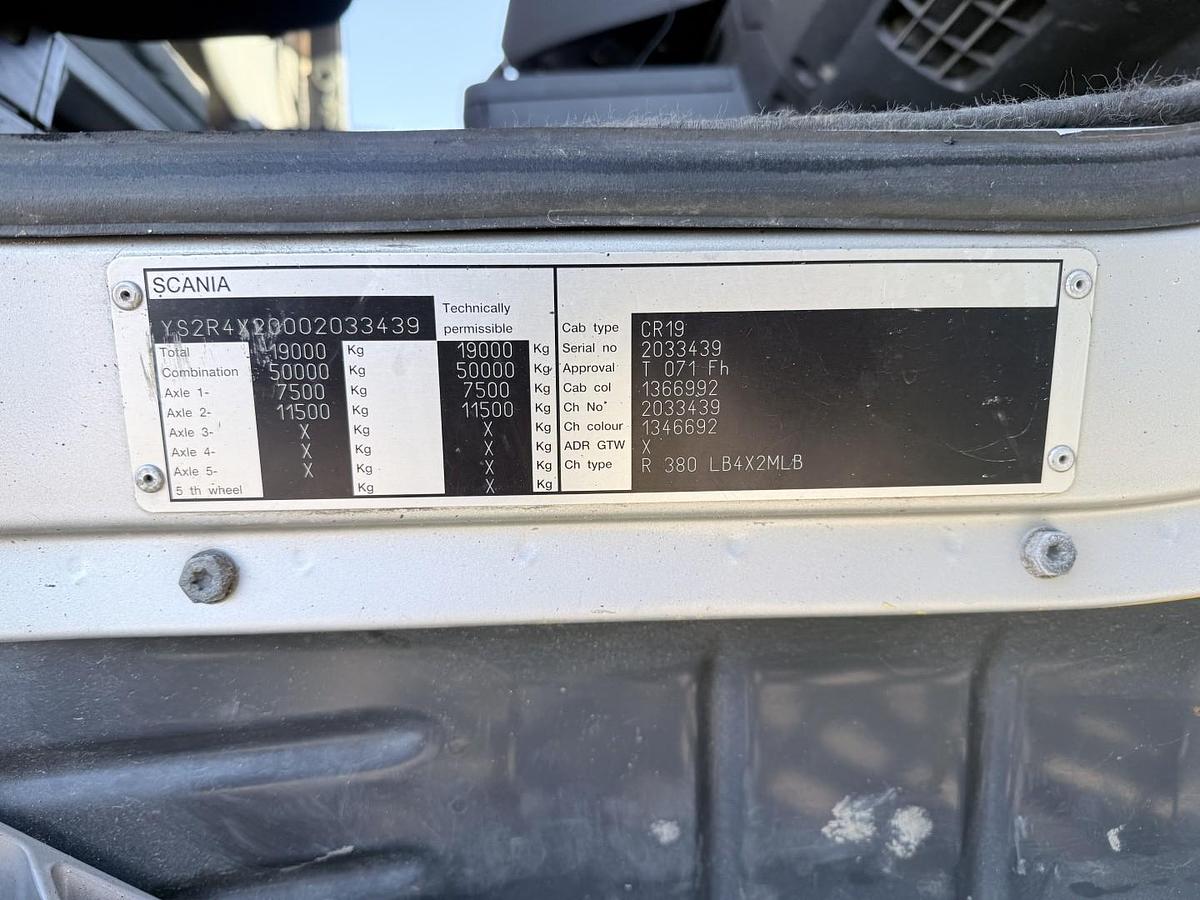 SCANIA
YS2R4X20002033439
Technically
permissible
Total 19000 Kg 19000 Kg
Combination 50000 Kg 50000 Kg
Axle 1- 7500 Kg 7500 Kg
Axle 2- 11500 Kg 11500 Kg
Axle 3- X Kg X Kg
Axle 4- X Kg X Kg
Axle 5- X Kg X Kg
5 th wheel Kg X Kg
Cab type CR19
Serial no 2033439
Approval T 071 Fh
Cab col 1366992
Ch No* 2033439
Ch colour 1346692
ADR GTW X
Ch type R 380 LB4X2MLB